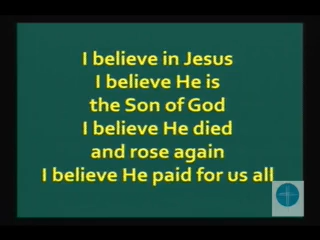 I believe in Jesus
I believe He is
the Son of God
I believe He died
and rose again
I believe He paid for us all